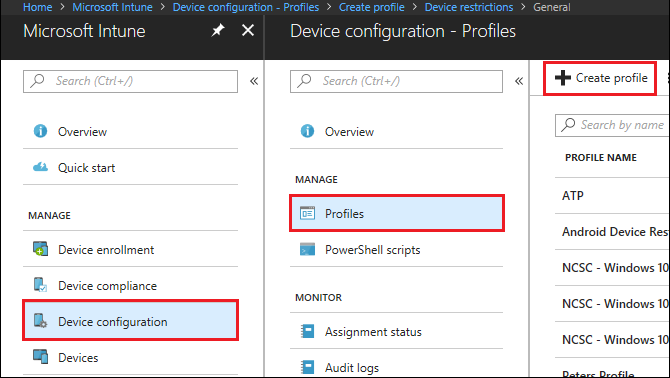 Home > Microsoft Intune > Device configuration - Profiles > Create profile > Device restrictions > General
Microsoft Intune
Search (Ctrl+/)
Overview
Quick start
MANAGE
Device enrollment
Device compliance
Device configuration
Devices
Device configuration - Profiles
Search (Ctrl+/)
Overview
MANAGE
Profiles
PowerShell scripts
MONITOR
Assignment status
Audit logs
Create profile
Search by name
PROFILE NAME
ATP
Android Device Res
NCSC - Windows 10
NCSC - Windows 10
NCSC - Windows 10
Peters Profile